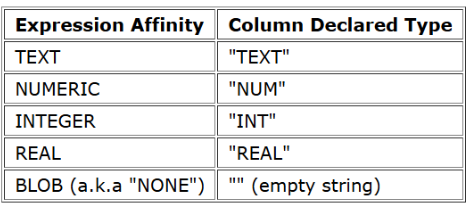 Expression Affinity Column Declared Type
TEXT "TEXT"
NUMERIC "NUM"
INTEGER "INT"
REAL "REAL"
BLOB (a.k.a "NONE") "" (empty string)